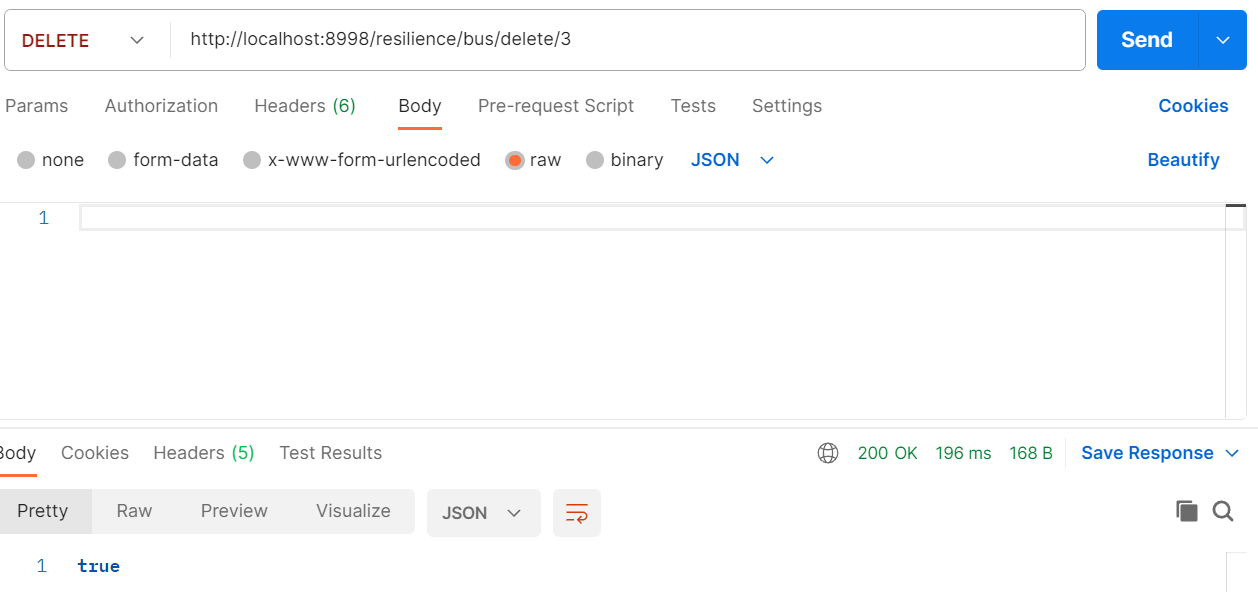 DELETE http://localhost:8998/resilience/bus/delete/3 Send
Params Authorization Headers (6) Body Pre-request Script Tests Settings Cookies
none form-data x-www-form-urlencoded raw binary JSON Beautify
1
Body Cookies Headers (5) Test Results 200 OK 196 ms 168 B Save Response
Pretty Raw Preview Visualize JSON
1 true